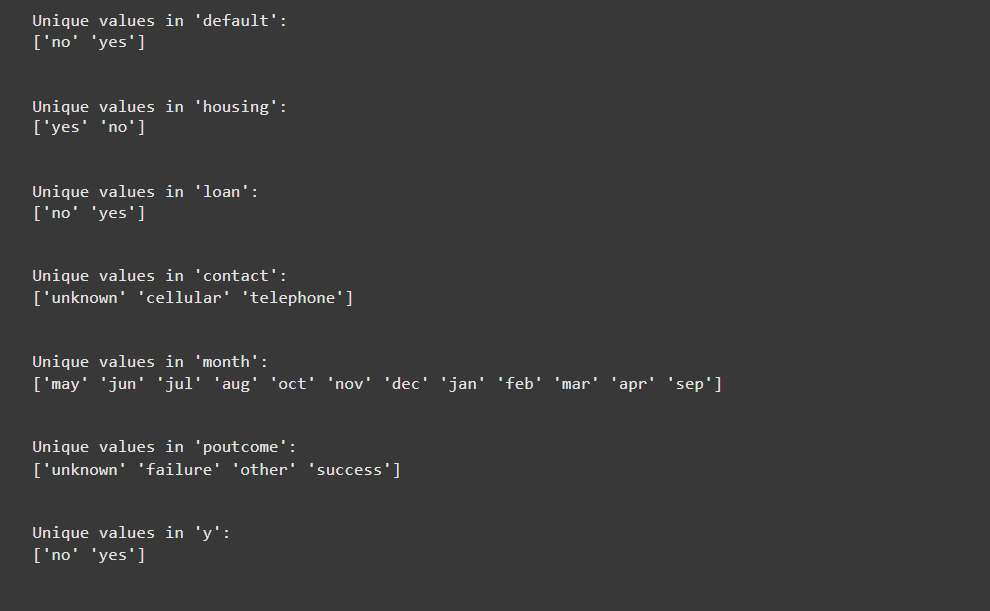 Unique values in 'default':
['no' 'yes']
Unique values in 'housing':
['yes' 'no']
Unique values in 'loan':
['no' 'yes']
Unique values in 'contact':
['unknown' 'cellular' 'telephone']
Unique values in 'month':
['may' 'jun' 'jul' 'aug' 'oct' 'nov' 'dec' 'jan' 'feb' 'mar' 'apr' 'sep']
Unique values in 'poutcome':
['unknown' 'failure' 'other' 'success']
Unique values in 'y':
['no' 'yes']